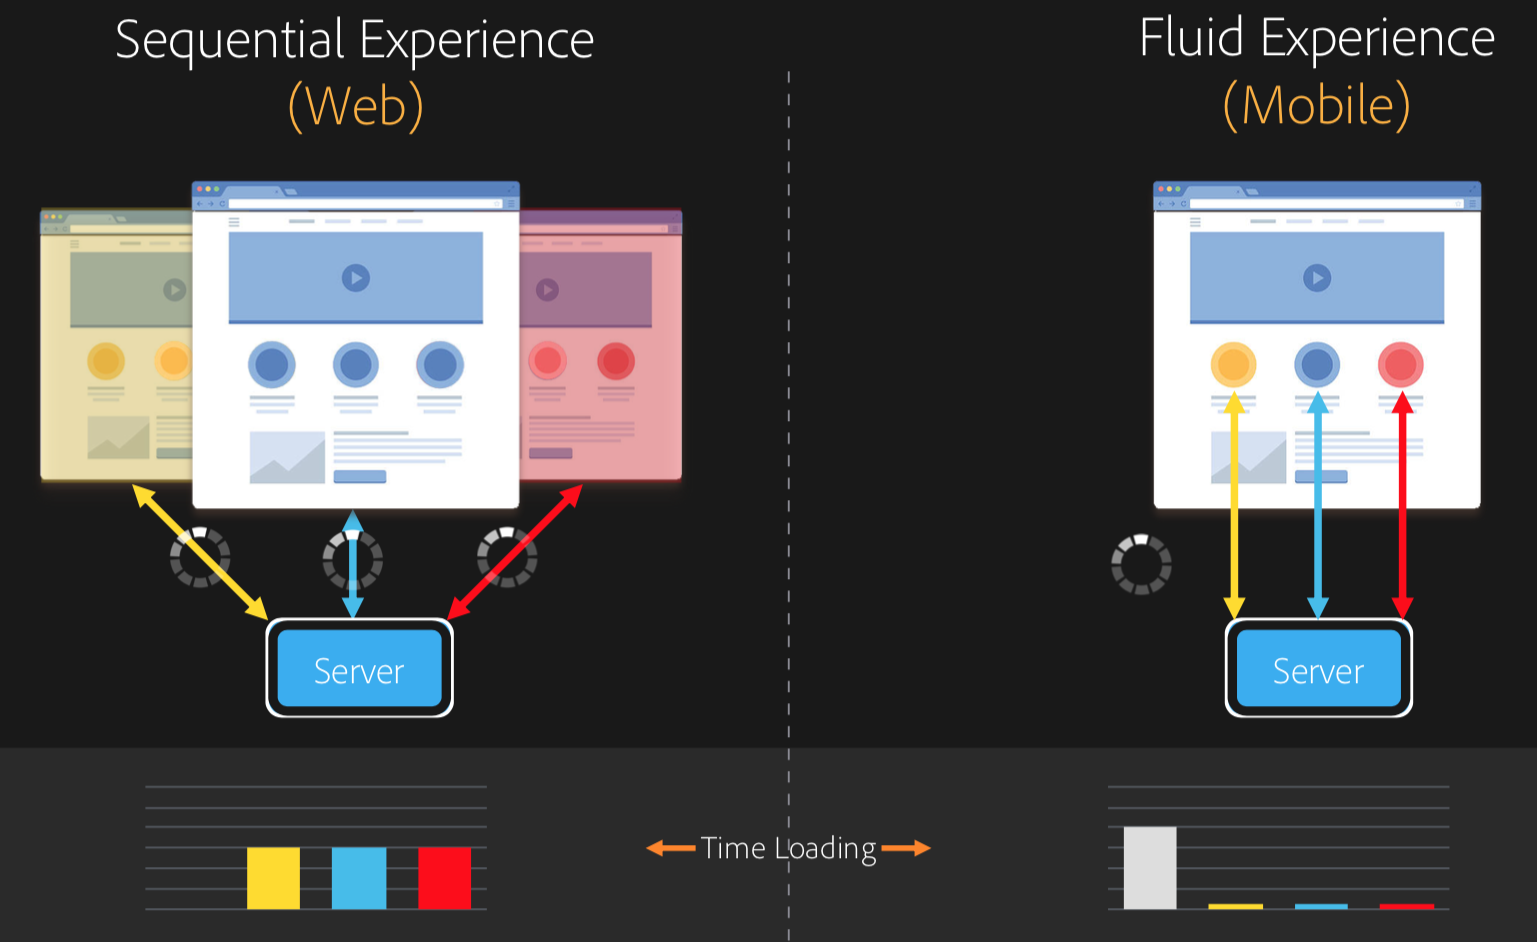 Sequential Experience
(Web)
Fluid Experience
(Mobile)
Server
Server
Time Loading